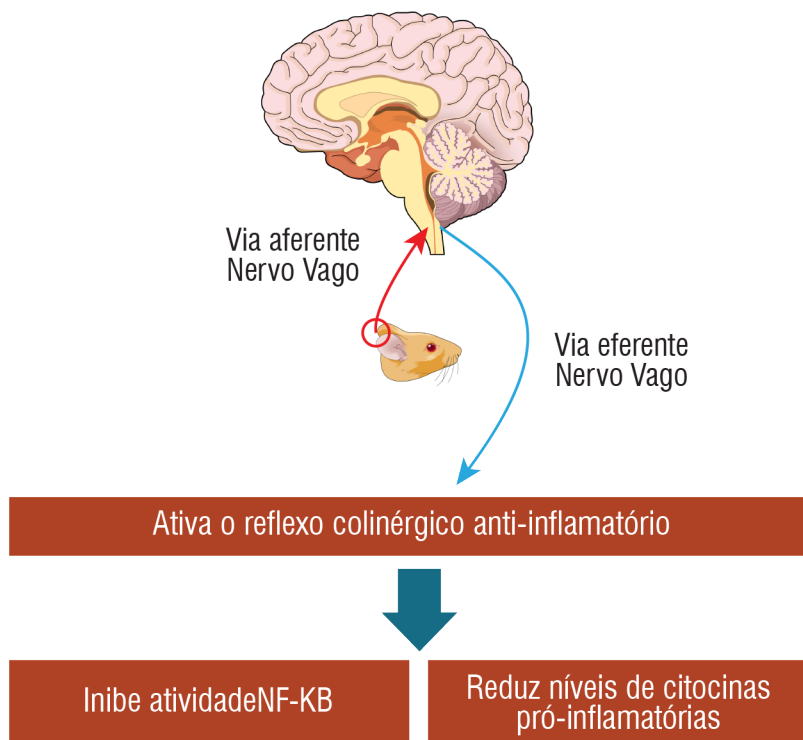 Via aferente
Nervo Vago
Via eferente
Nervo Vago
Ativa o reflexo colinérgico anti-inflamatório
Inibe atividadeNF-KB
Reduz níveis de citocinas
pró-inflamatórias